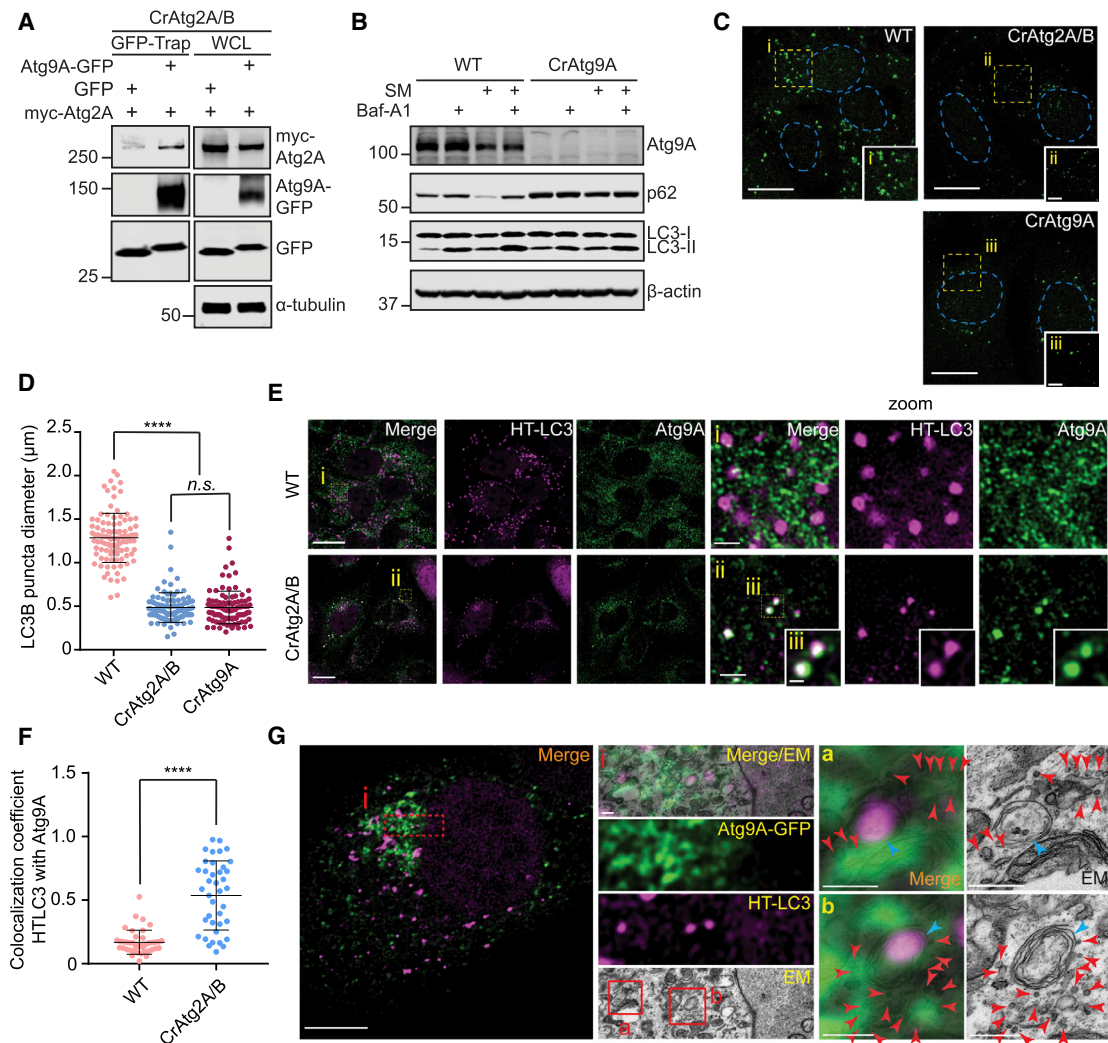 A
CrAtg2A/B
GFP-Trap WCL
Atg9A-GFP + +
GFP + +
myc-Atg2A + + + +
250
myc-
Atg2A
150
Atg9A-
GFP
GFP
25
50
α-tubulin
B
WT CrAtg9A
SM + + + +
Baf-A1 + + + +
100
Atg9A
p62
50
15
LC3-I
LC3-II
β-actin
37
C
WT
i
i
CrAtg2A/B
ii
ii
CrAtg9A
iii
iii
D
LC3B puncta diameter (μm)
2.5
2.0
1.5
1.0
0.5
0
****
n.s.
WT
CrAtg2A/B
CrAtg9A
E
zoom
Merge HT-LC3 Atg9A Merge HT-LC3 Atg9A
WT
i
i
CrAtg2A/B
ii
ii
iii
iii
F
Colocalization coefficient
HTLC3 with Atg9A
1.5
1.0
0.5
0
****
WT
CrAtg2A/B
G
Merge
i
i
Merge/EM
Atg9A-GFP
HT-LC3
EM
a
b
a
Merge
EM
b